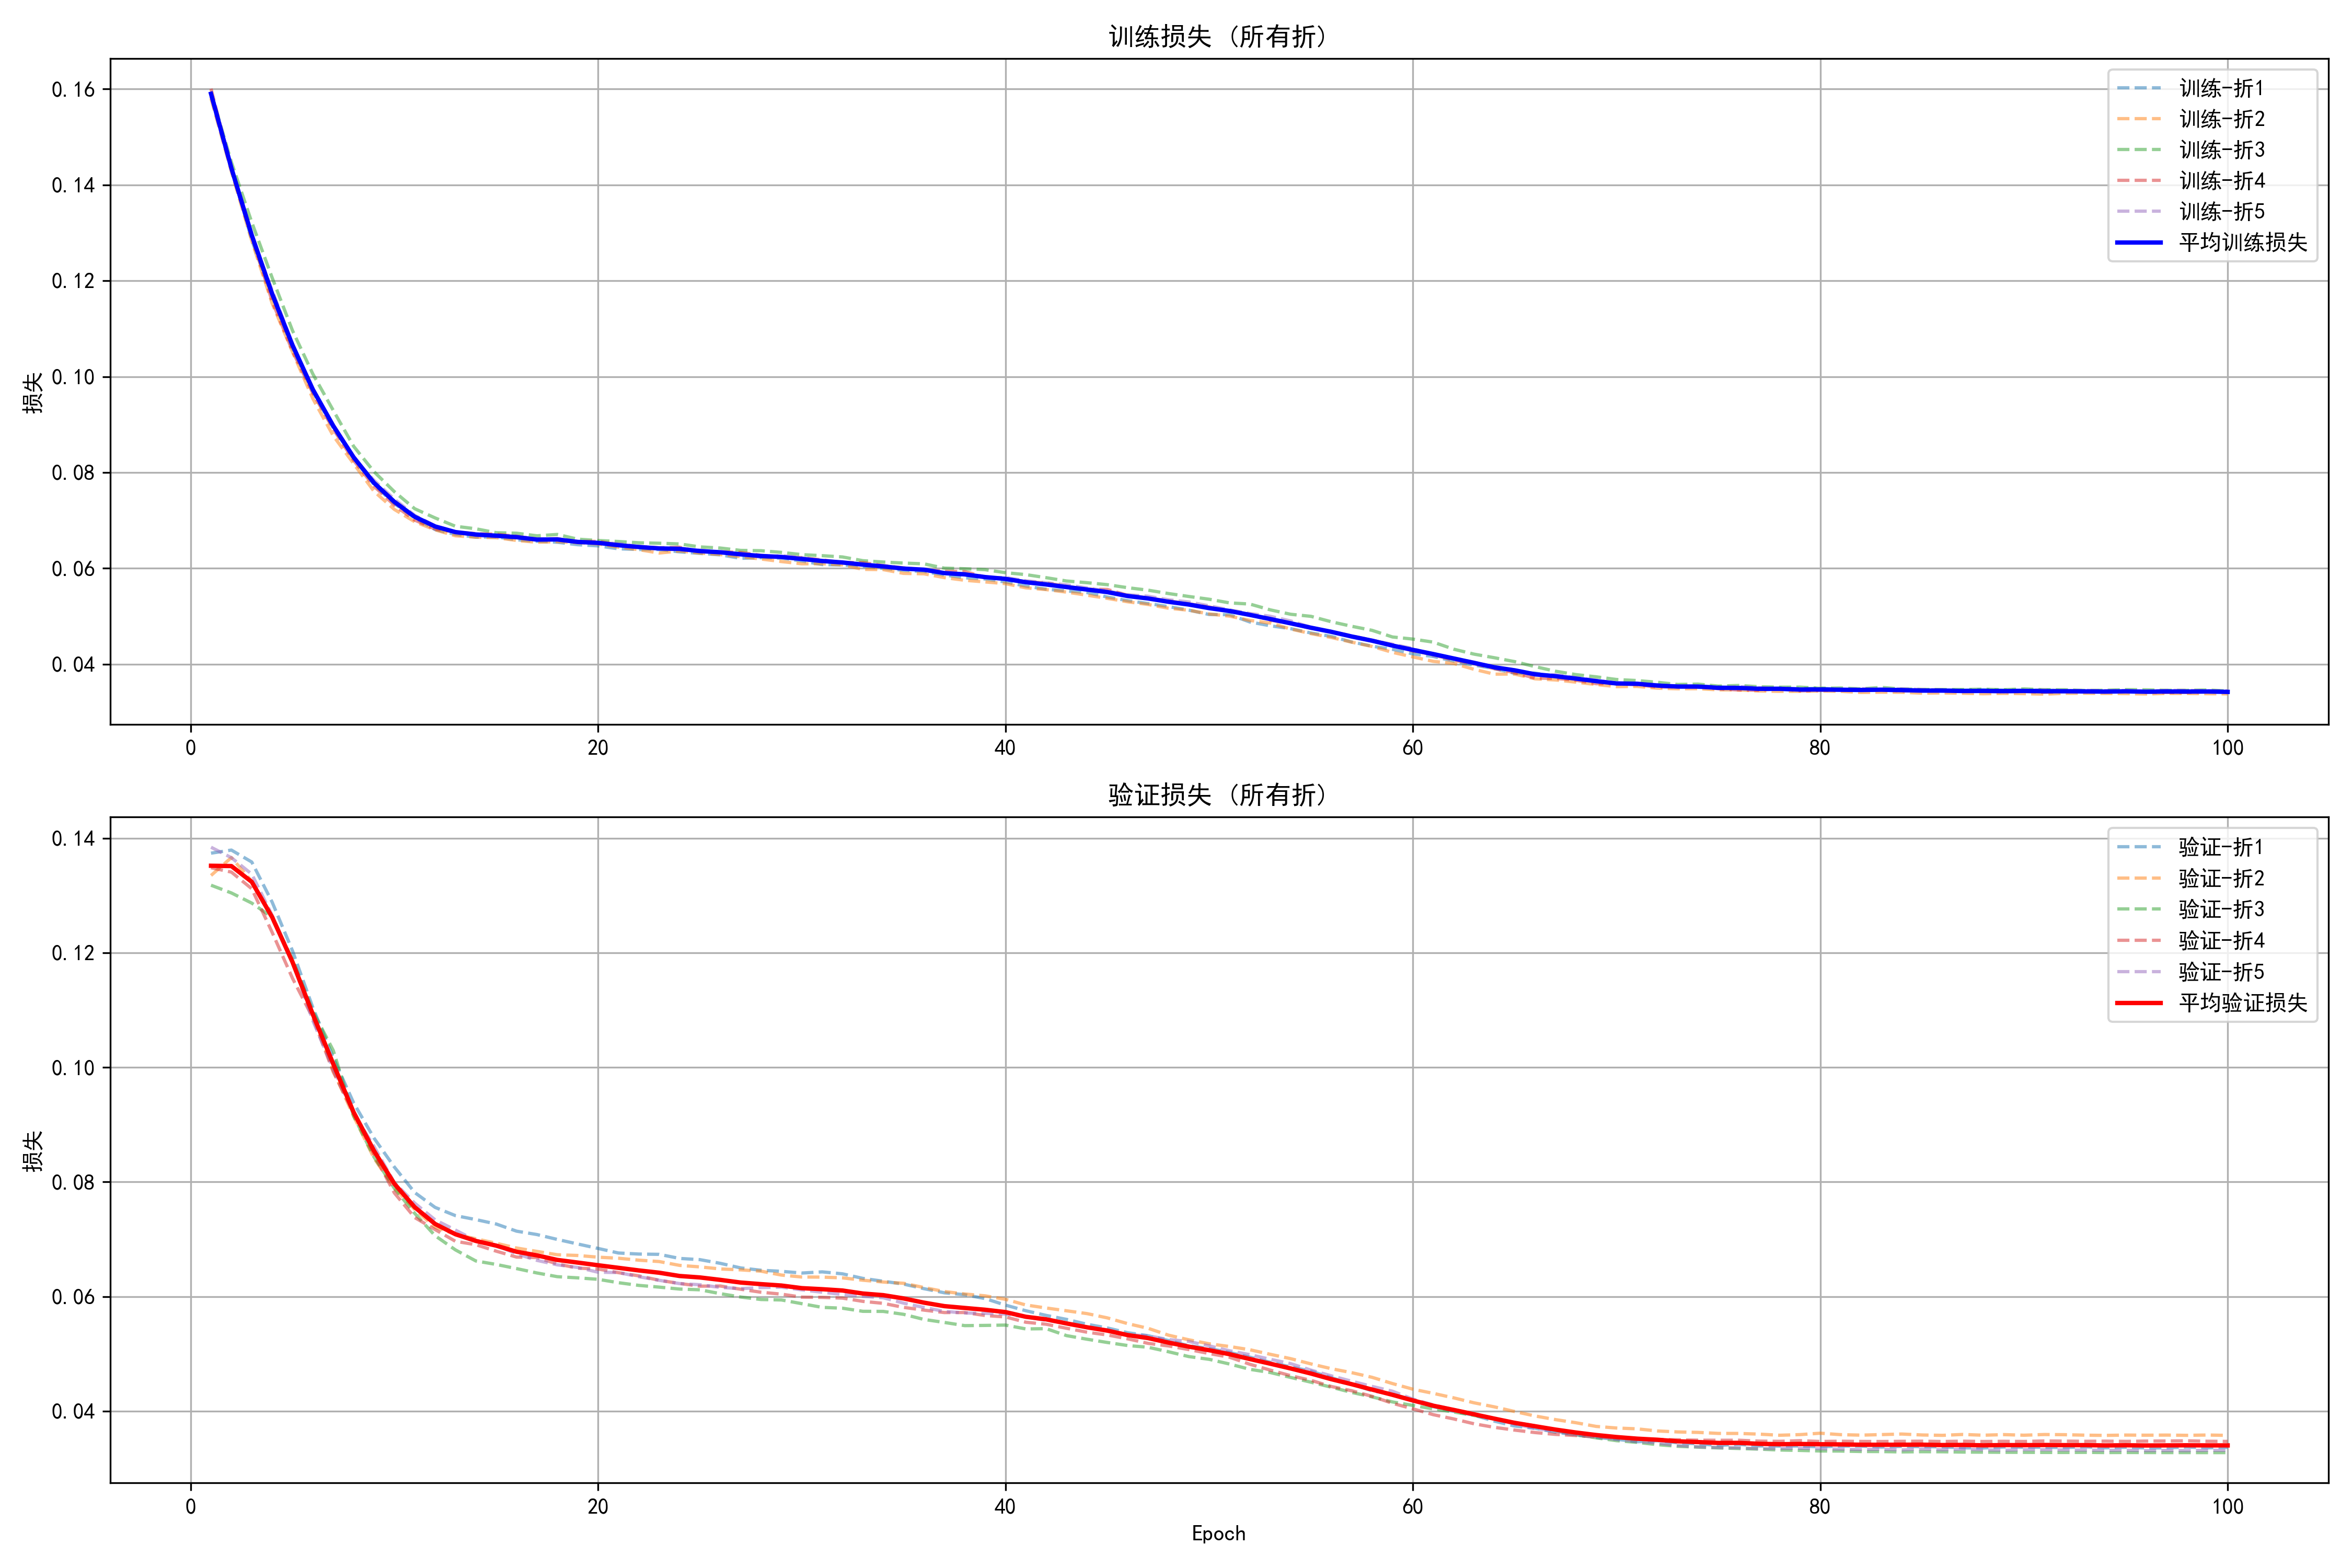 训练损失 (所有折)
0.16
0.14
0.12
0.10
0.08
0.06
0.04
损失
训练-折1
训练-折2
训练-折3
训练-折4
训练-折5
平均训练损失
0 20 40 60 80 100
验证损失 (所有折)
0.14
0.12
0.10
0.08
0.06
0.04
损失
验证-折1
验证-折2
验证-折3
验证-折4
验证-折5
平均验证损失
0 20 40 60 80 100
Epoch